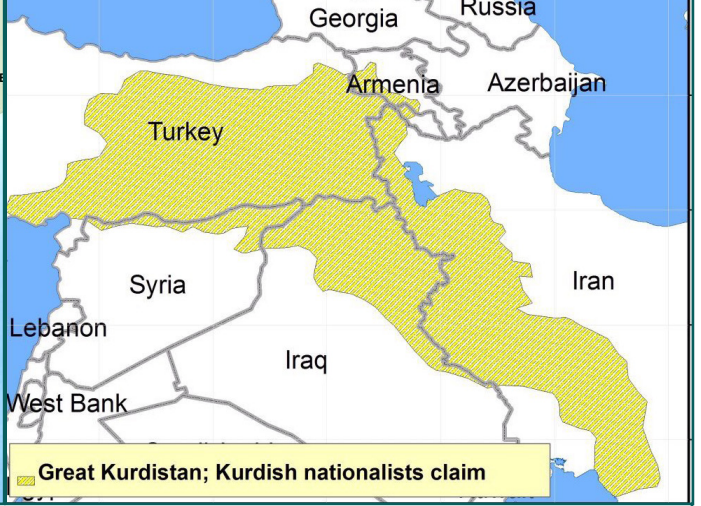 Russia
Georgia
Armenia
Azerbaijan
Turkey
Syria
Iran
Lebanon
Iraq
West Bank
Great Kurdistan; Kurdish nationalists claim